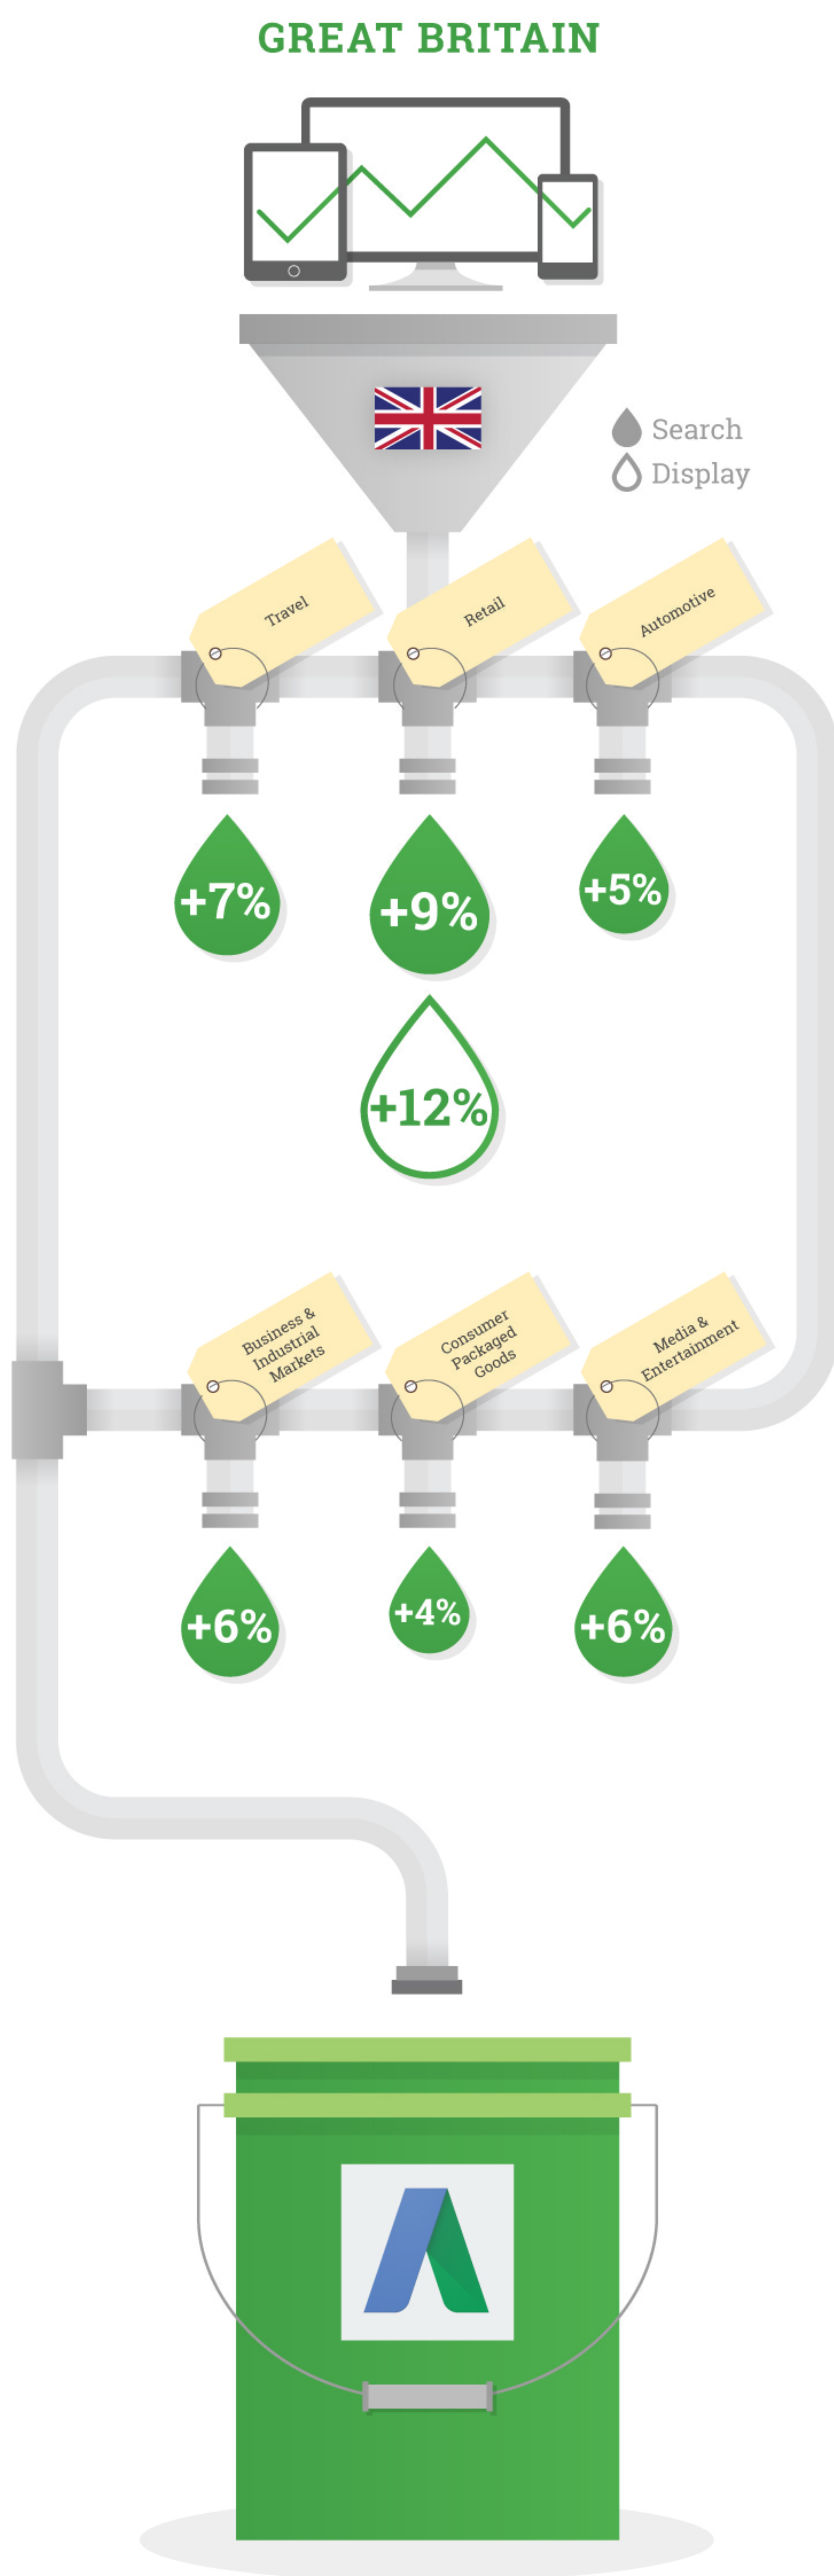 GREAT BRITAIN
Search
Display
Travel
Retail
Automotive
+7%
+9%
+5%
+12%
Business &
Industrial
Markets
Consumer
Packaged
Goods
Media &
Entertainment
+6%
+4%
+6%